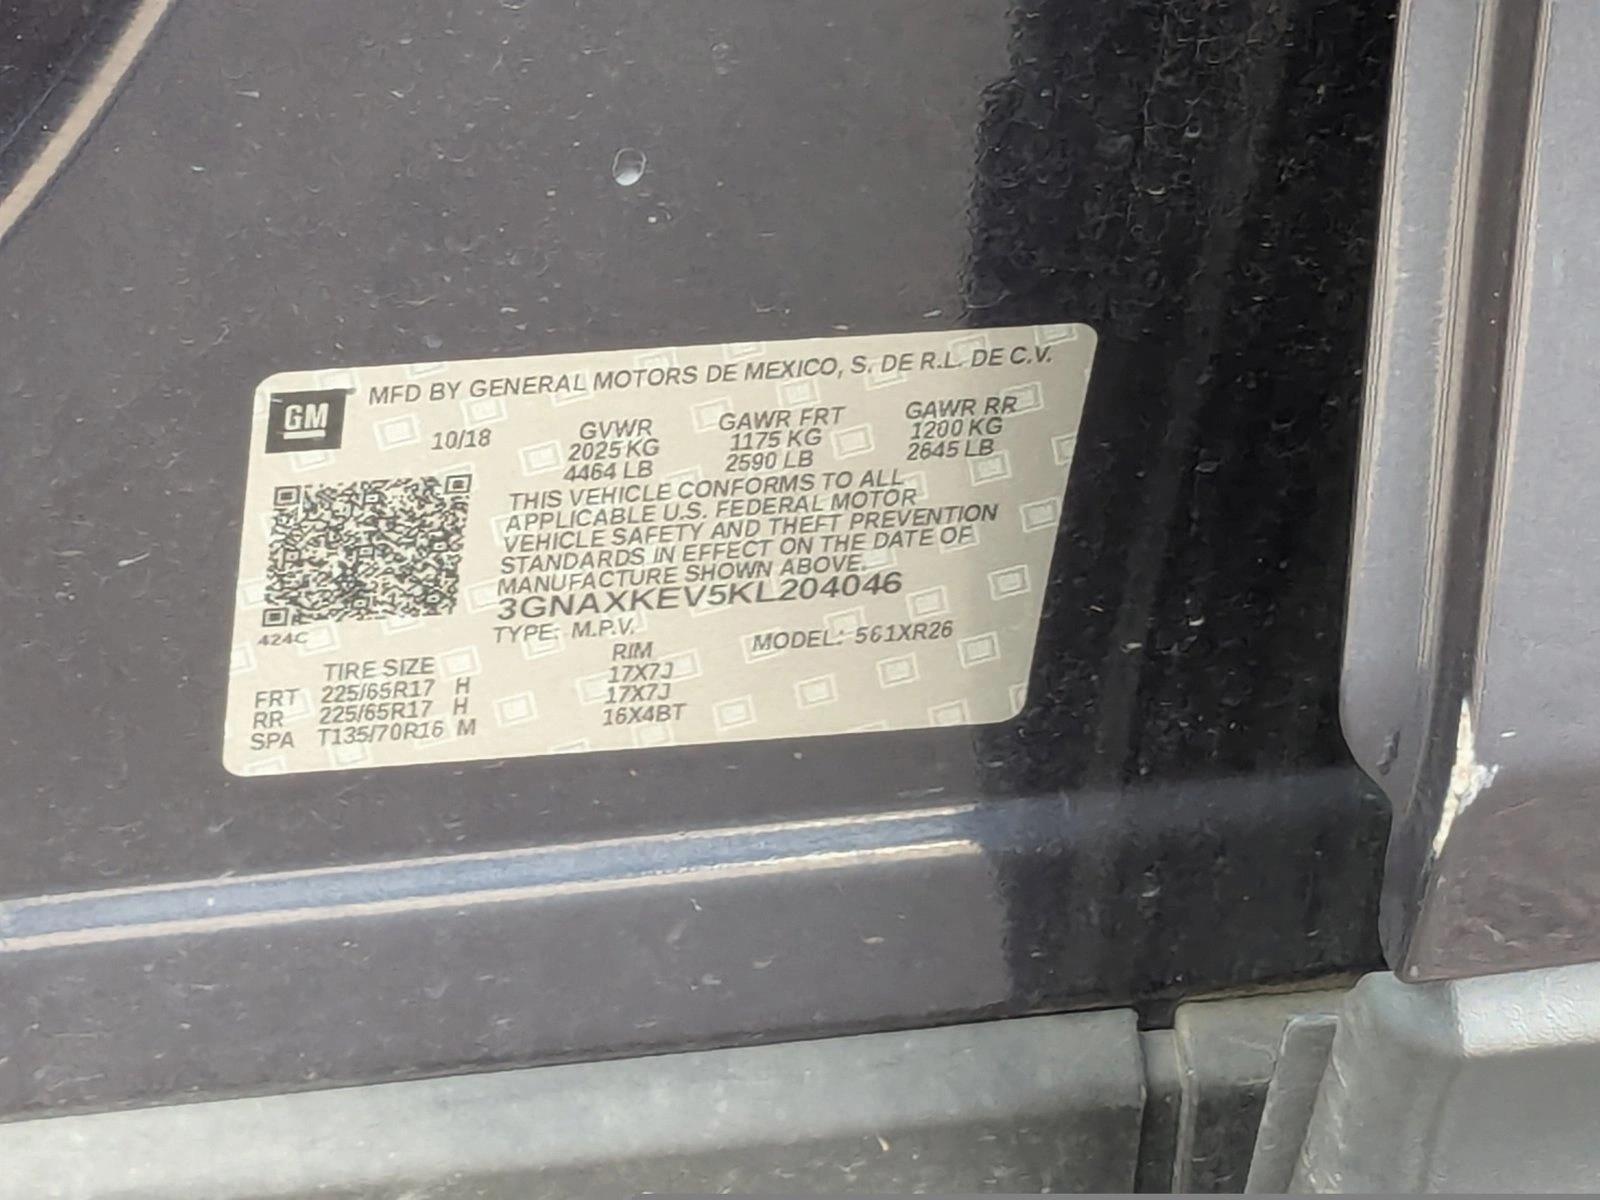 GM
MFD BY GENERAL MOTORS DE MEXICO, S. DE R.L. DE C.V.
10/18
GVWR GAWR FRT GAWR RR
2025 KG 1175 KG 1200 KG
4464 LB 2590 LB 2645 LB
THIS VEHICLE CONFORMS TO ALL
APPLICABLE U.S. FEDERAL MOTOR
VEHICLE SAFETY AND THEFT PREVENTION
STANDARDS IN EFFECT ON THE DATE OF
MANUFACTURE SHOWN ABOVE.
3GNAXKEV5KL204046
424C
TYPE: M.P.V. MODEL: 561XR26
TIRE SIZE RIM
FRT 225/65R17 H 17X7J
RR 225/65R17 H 17X7J
SPA T135/70R16 M 16X4BT